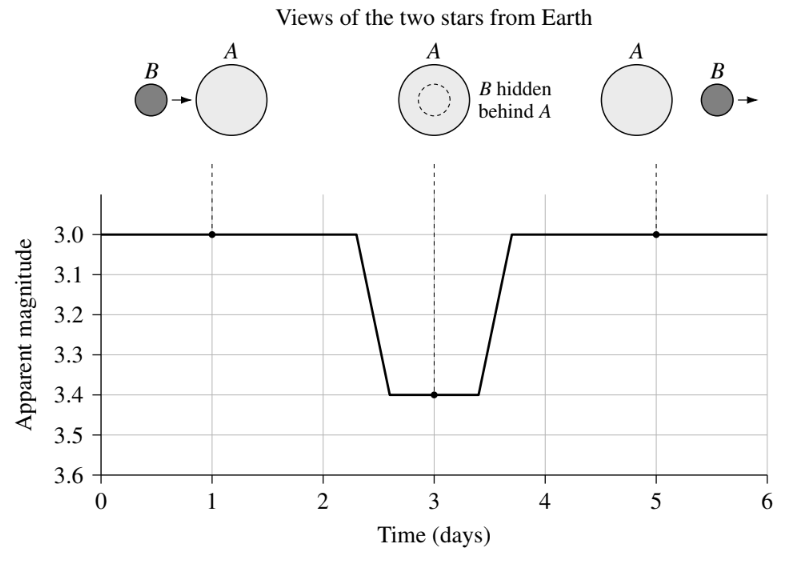 Views of the two stars from Earth
B
A
A
B hidden
behind A
A
B
3.0
3.1
3.2
3.3
3.4
3.5
3.6
Apparent magnitude
0 1 2 3 4 5 6
Time (days)